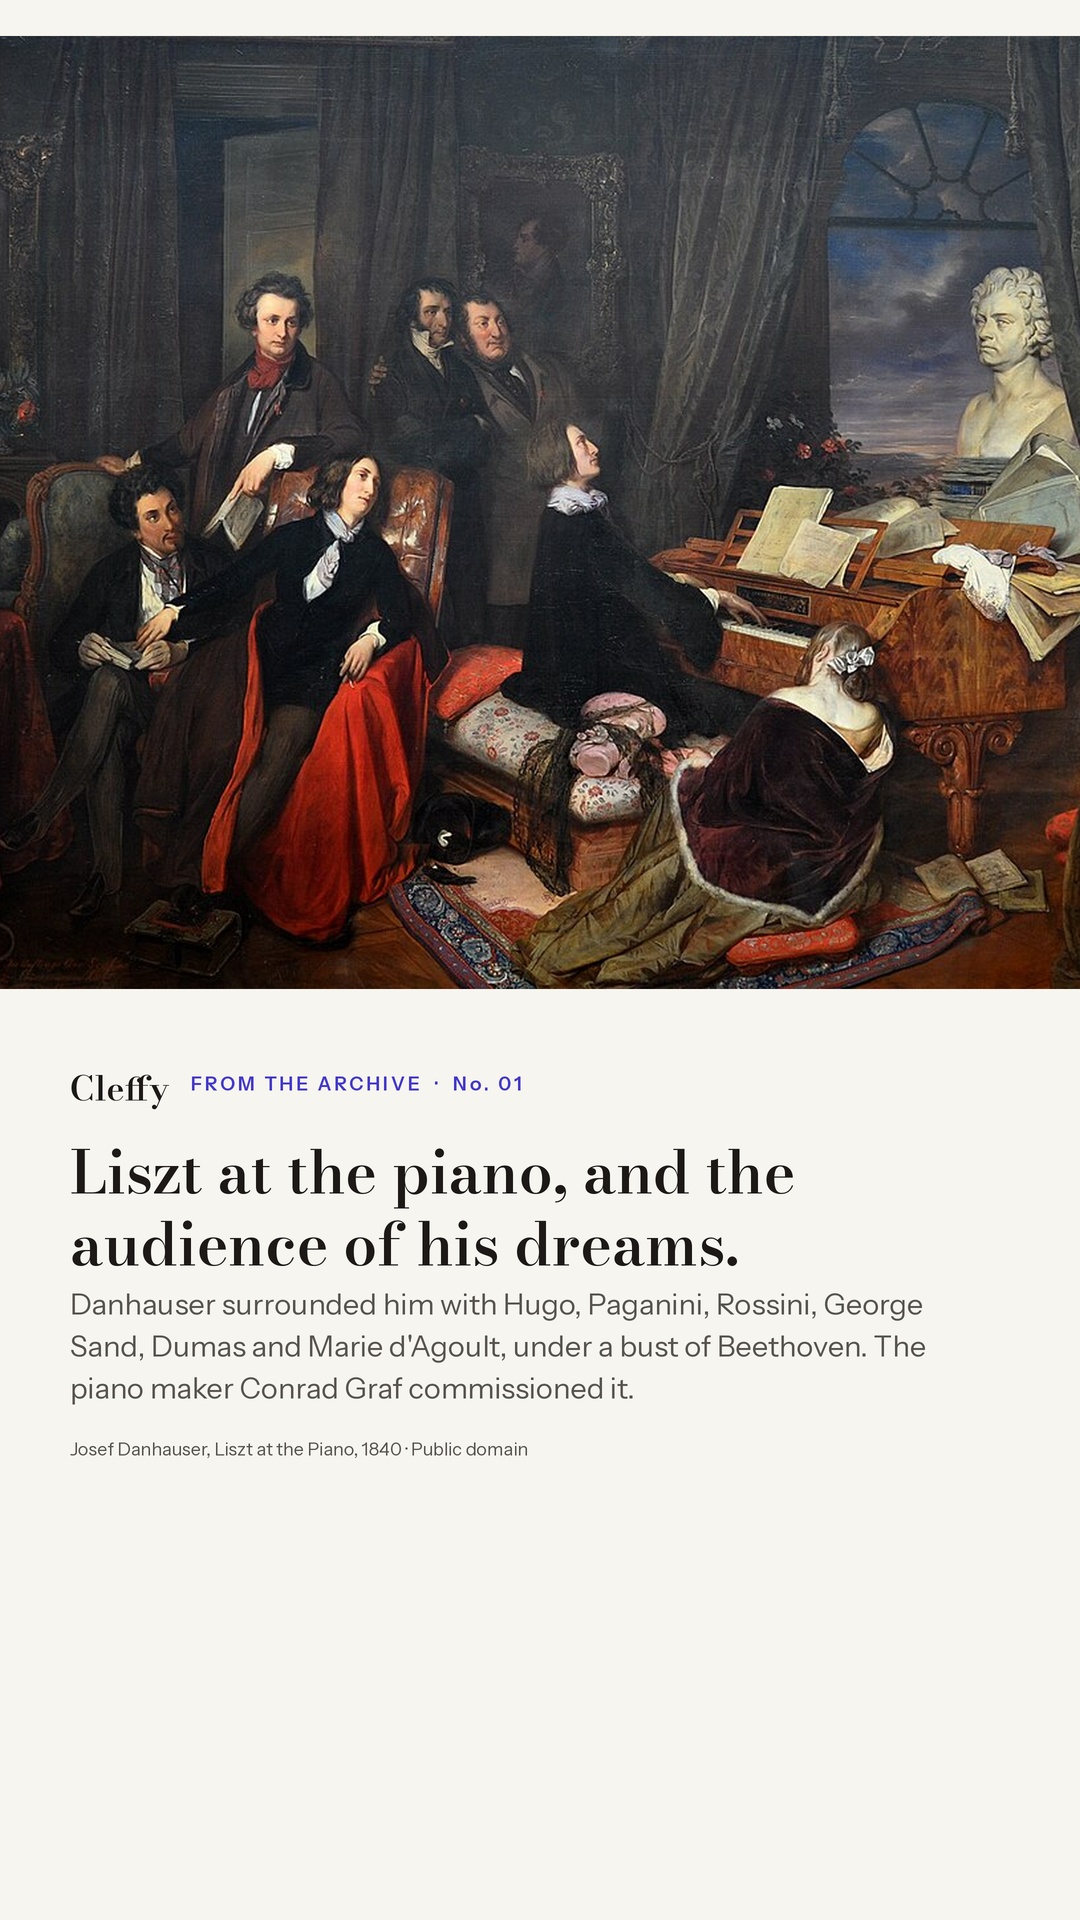 Cleffy FROM THE ARCHIVE · No. 01
Liszt at the piano, and the
audience of his dreams.
Danhauser surrounded him with Hugo, Paganini, Rossini, George
Sand, Dumas and Marie d'Agoult, under a bust of Beethoven. The
piano maker Conrad Graf commissioned it.
Josef Danhauser, Liszt at the Piano, 1840 · Public domain